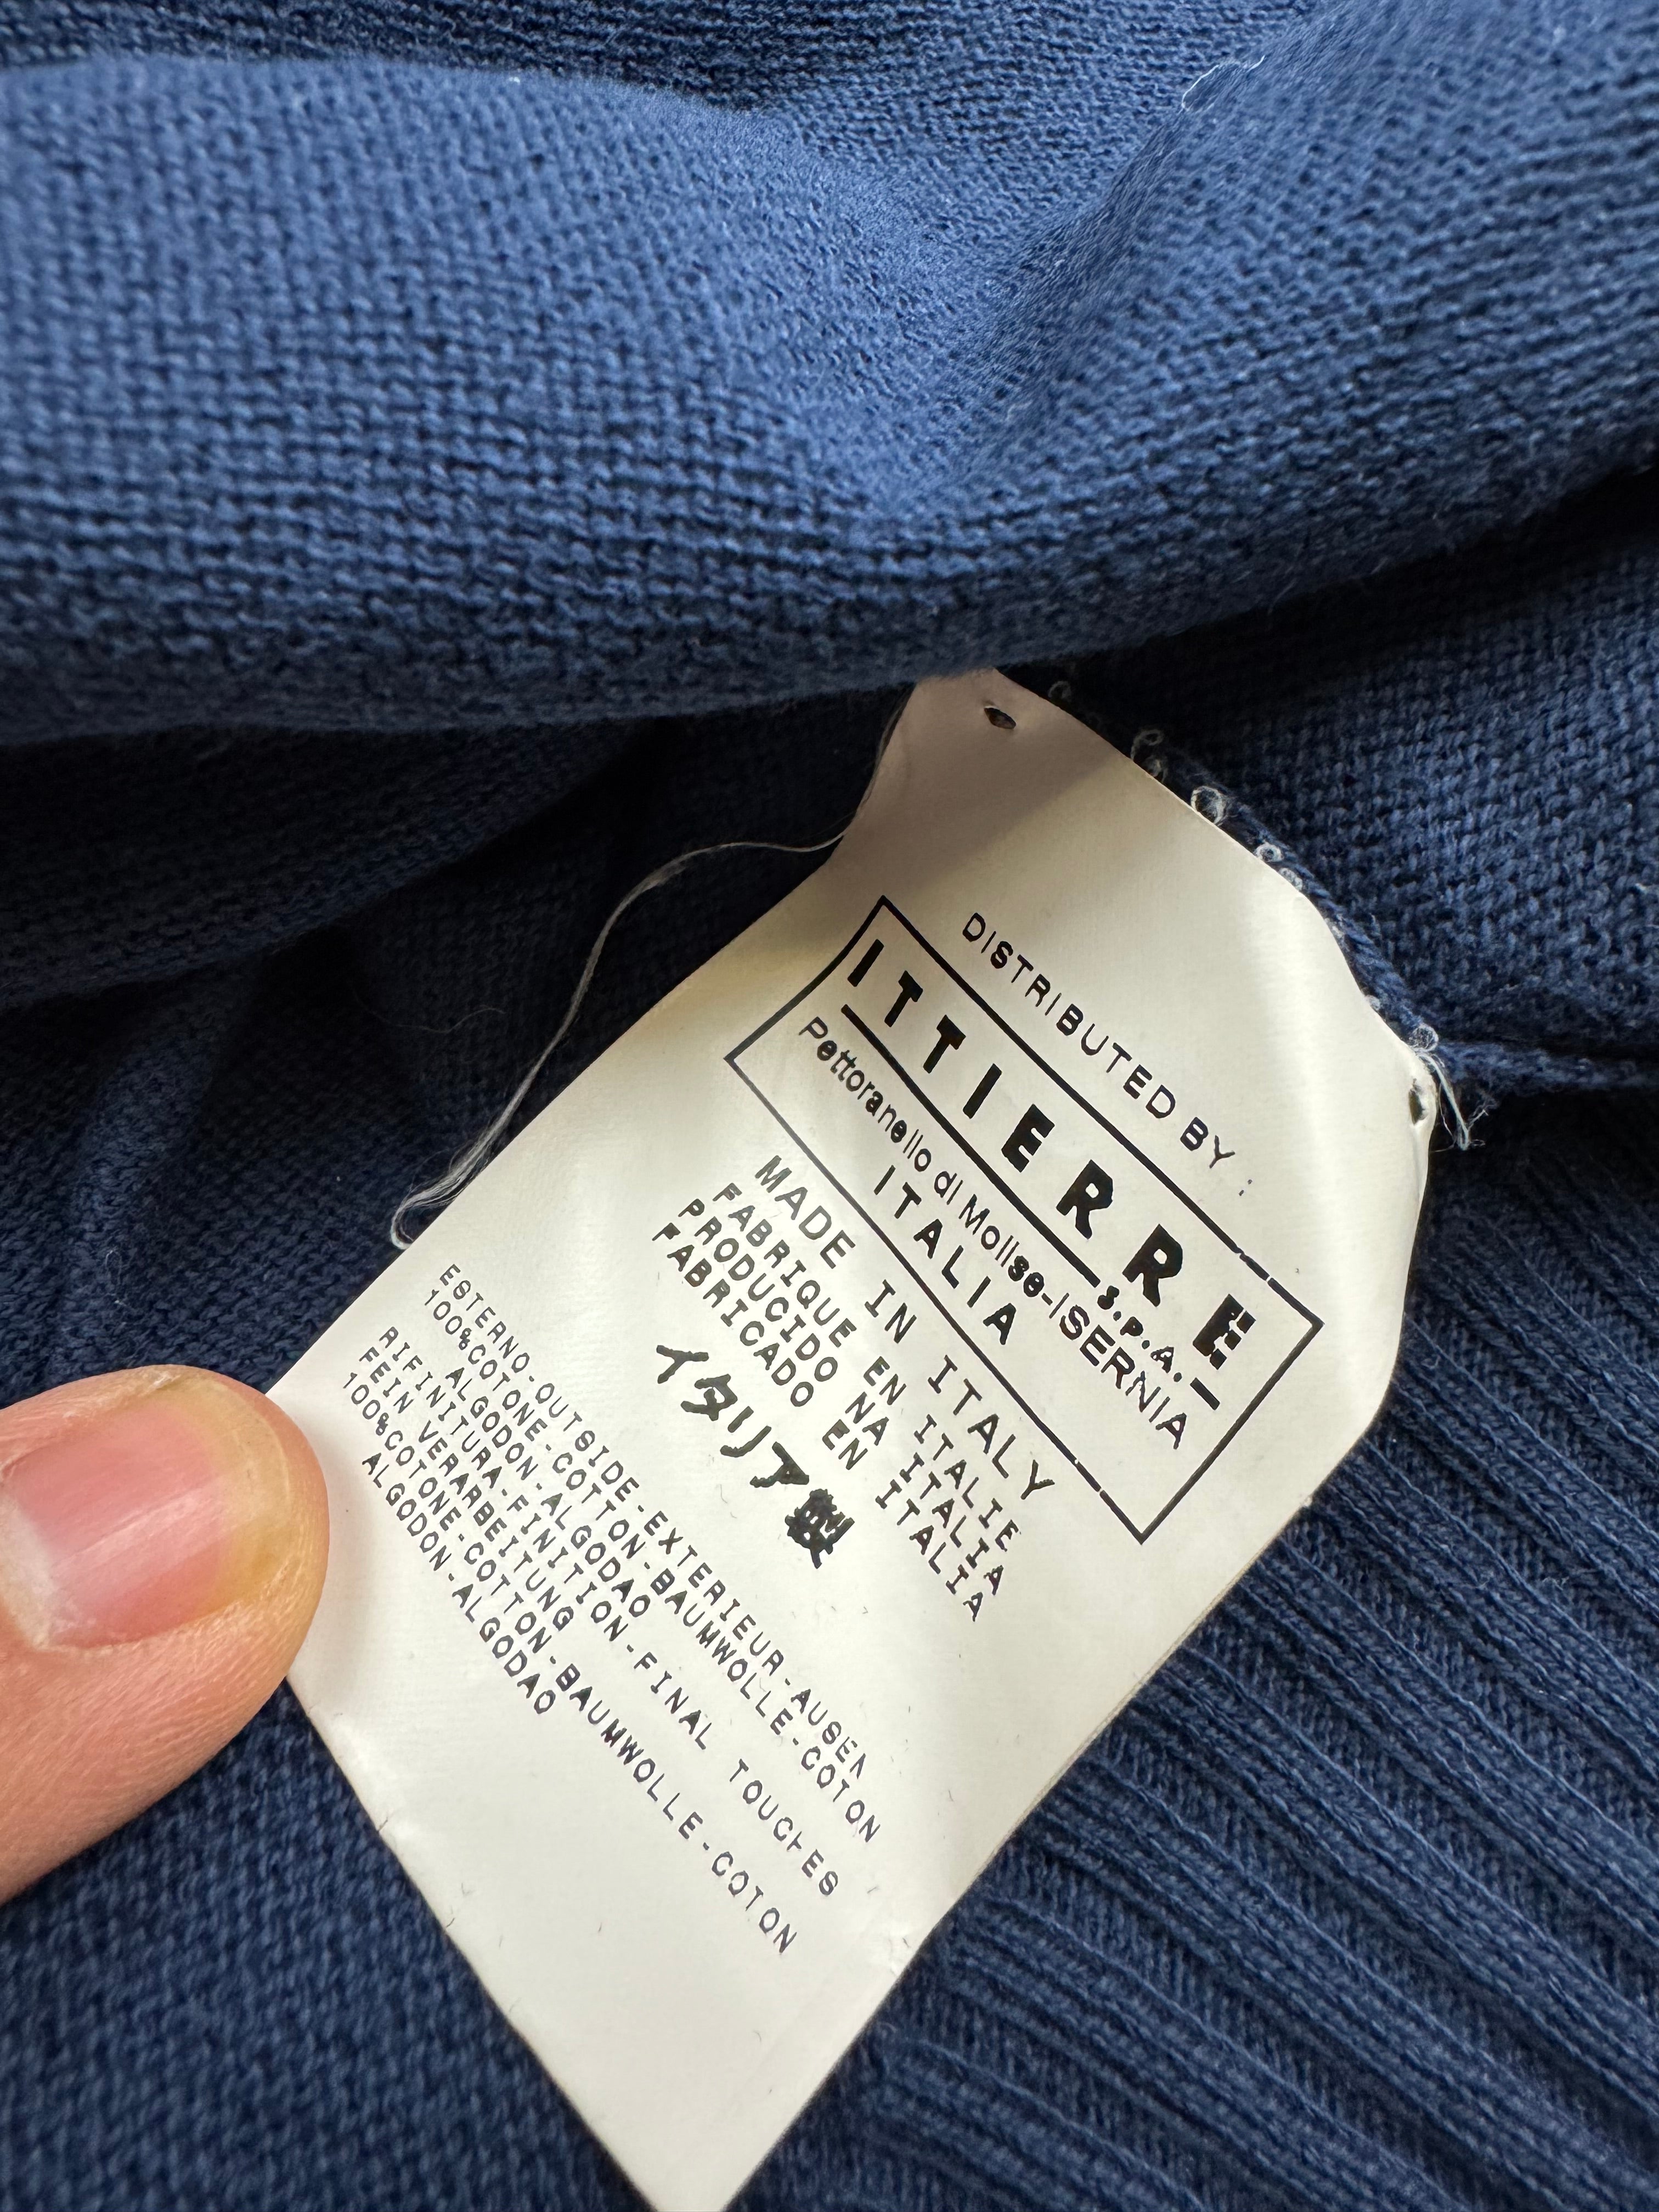 DISTRIBUTED BY :
ITTIERRE
S.P.A.
Pettoranello di Molise-ISERNIA
ITALIA
MADE IN ITALY
FABRIQUE EN ITALIE
PRODUCIDO NA ITALIA
FABRICADO EN ITALIA
イタリア製
ESTERNO-OUTSIDE-EXTERIEUR-AUSEN
100%COTONE-COTTON-BAUMWOLLE-COTON
ALGODON-ALGODAO
RIFINITURA-FINITION-FINAL TOUCHES
FEIN VERARBEITUNG
100%COTONE-COTTON-BAUMWOLLE-COTON
ALGODON-ALGODAO